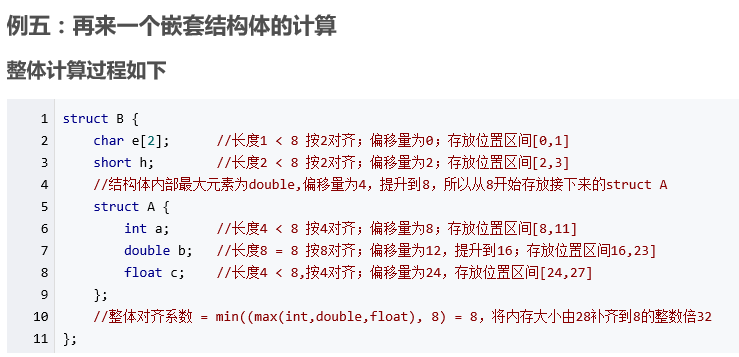 例五：再来一个嵌套结构体的计算
整体计算过程如下
1 struct B {
2 char e[2]; //长度1 < 8 按2对齐；偏移量为0；存放位置区间[0,1]
3 short h; //长度2 < 8 按2对齐；偏移量为2；存放位置区间[2,3]
4 //结构体内部最大元素为double,偏移量为4，提升到8，所以从8开始存放接下来的struct A
5 struct A {
6 int a; //长度4 < 8 按4对齐；偏移量为8；存放位置区间[8,11]
7 double b; //长度8 = 8 按8对齐；偏移量为12，提升到16；存放位置区间16,23]
8 float c; //长度4 < 8,按4对齐；偏移量为24，存放位置区间[24,27]
9 };
10 //整体对齐系数 = min((max(int,double,float), 8) = 8，将内存大小由28补齐到8的整数倍32
11 };